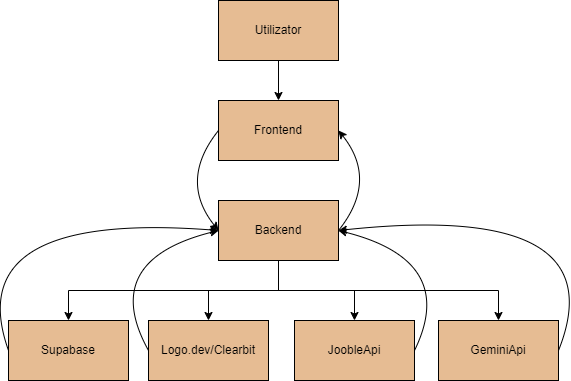 Utilizator
Frontend
Backend
Supabase
Logo.dev/Clearbit
JoobleApi
GeminiApi